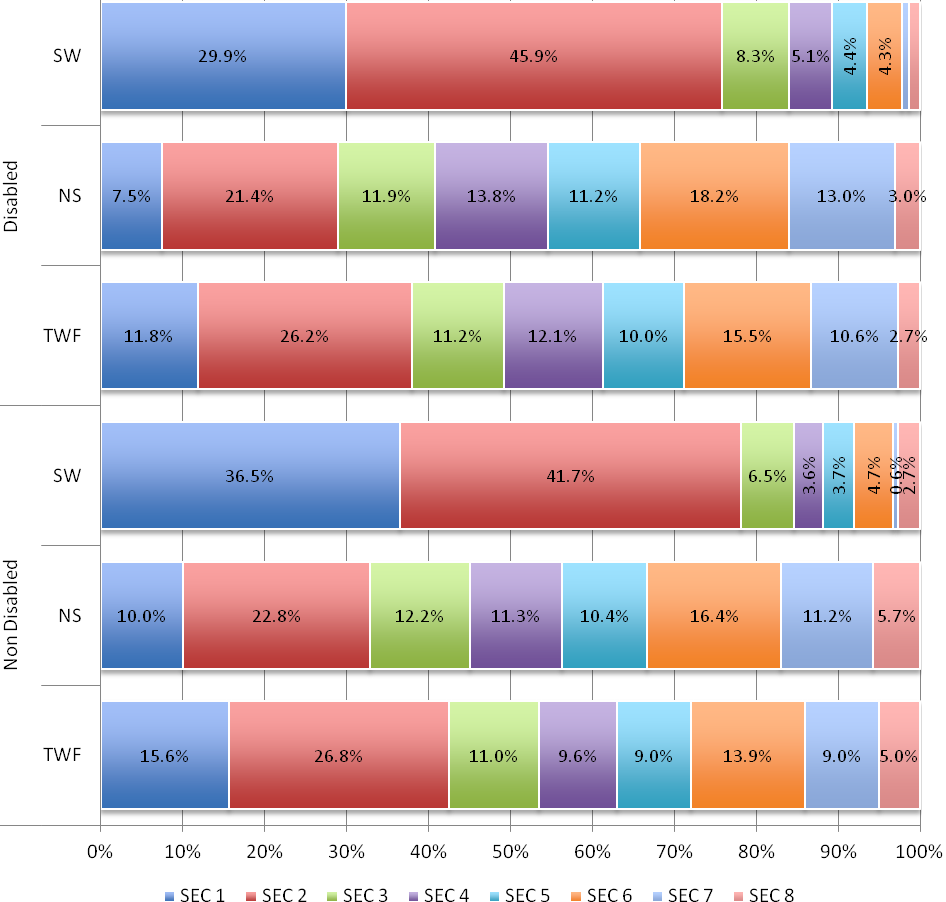 Disabled
SW
29.9% 45.9% 8.3% 5.1% 4.4% 4.3%
NS
7.5% 21.4% 11.9% 13.8% 11.2% 18.2% 13.0% 3.0%
TWF
11.8% 26.2% 11.2% 12.1% 10.0% 15.5% 10.6% 2.7%
Non Disabled
SW
36.5% 41.7% 6.5% 3.6% 3.7% 4.7% 0.6% 2.7%
NS
10.0% 22.8% 12.2% 11.3% 10.4% 16.4% 11.2% 5.7%
TWF
15.6% 26.8% 11.0% 9.6% 9.0% 13.9% 9.0% 5.0%
0% 10% 20% 30% 40% 50% 60% 70% 80% 90% 100%
SEC 1 SEC 2 SEC 3 SEC 4 SEC 5 SEC 6 SEC 7 SEC 8